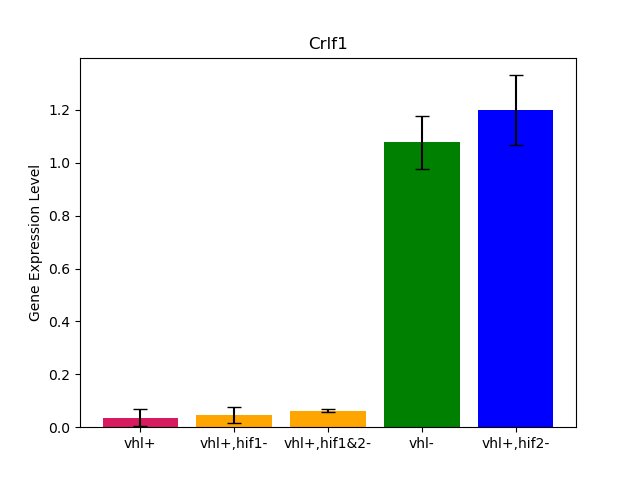 Crlf1
Gene Expression Level
1.2
1.0
0.8
0.6
0.4
0.2
0.0
vhl+
vhl+,hif1-
vhl+,hif1&2-
vhl-
vhl+,hif2-